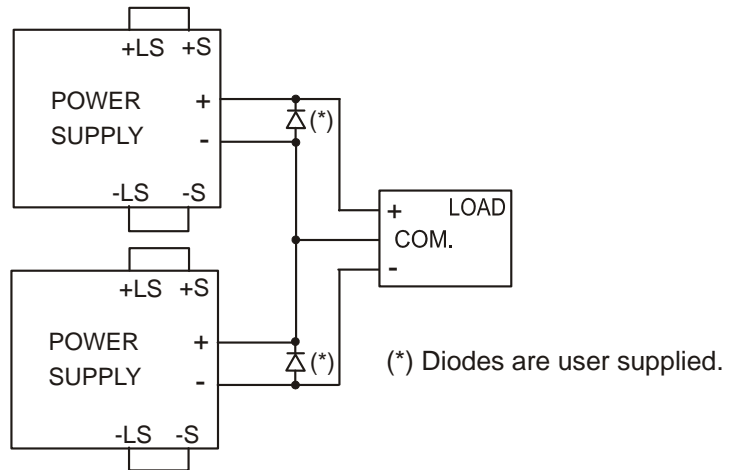 +LS +S
POWER +
SUPPLY -
(*)
-LS -S
+ LOAD
COM.
-
+LS +S
POWER +
SUPPLY -
(*)
(*) Diodes are user supplied.
-LS -S